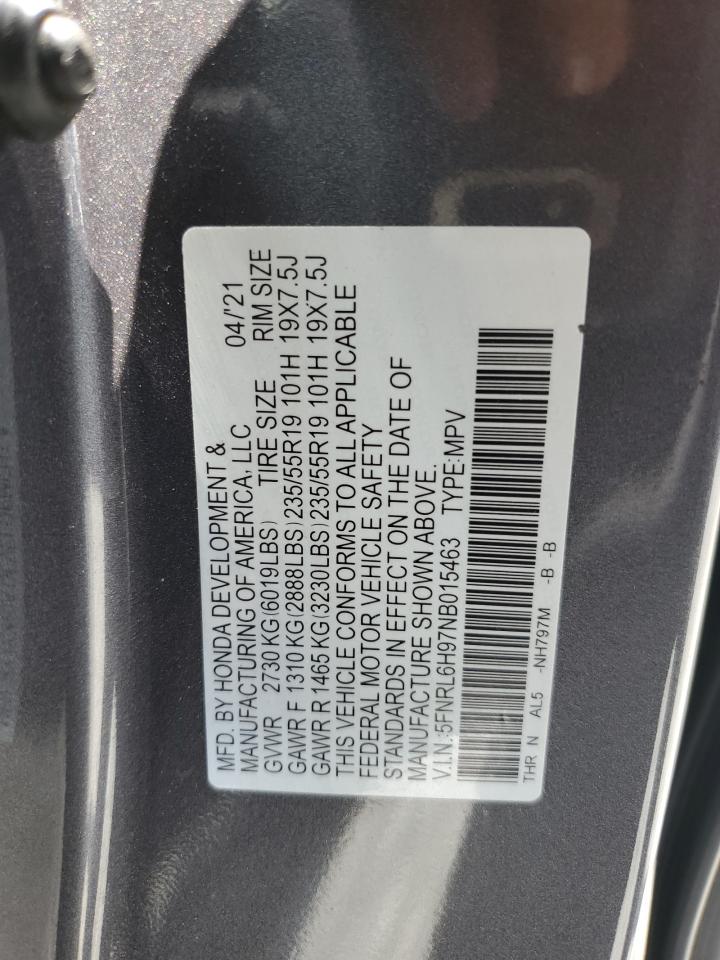 MFD. BY HONDA DEVELOPMENT &
MANUFACTURING OF AMERICA, LLC 04/'21
GVWR 2730 KG (6019LBS) TIRE SIZE RIM SIZE
GAWR F 1310 KG (2888LBS) 235/55R19 101H 19X7.5J
GAWR R 1465 KG (3230LBS) 235/55R19 101H 19X7.5J
THIS VEHICLE CONFORMS TO ALL APPLICABLE
FEDERAL MOTOR VEHICLE SAFETY
STANDARDS IN EFFECT ON THE DATE OF
MANUFACTURE SHOWN ABOVE.
V.I.N.:5FNRL6H97NB015463 TYPE:MPV
THR N AL5 -NH797M -B -B